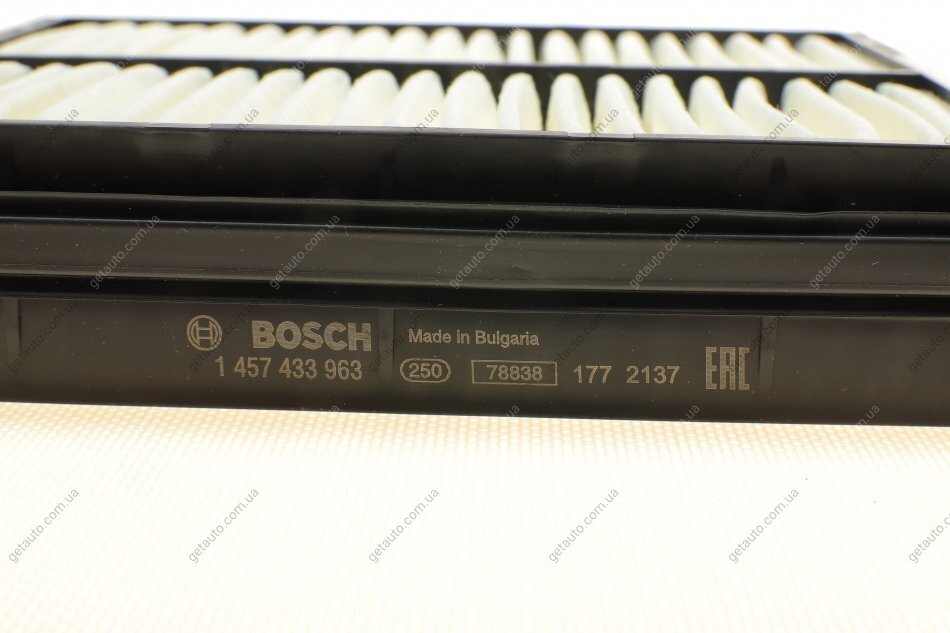 BOSCH Made in Bulgaria
1 457 433 963 250 78838 177 2137 EAC
getauto.com.ua